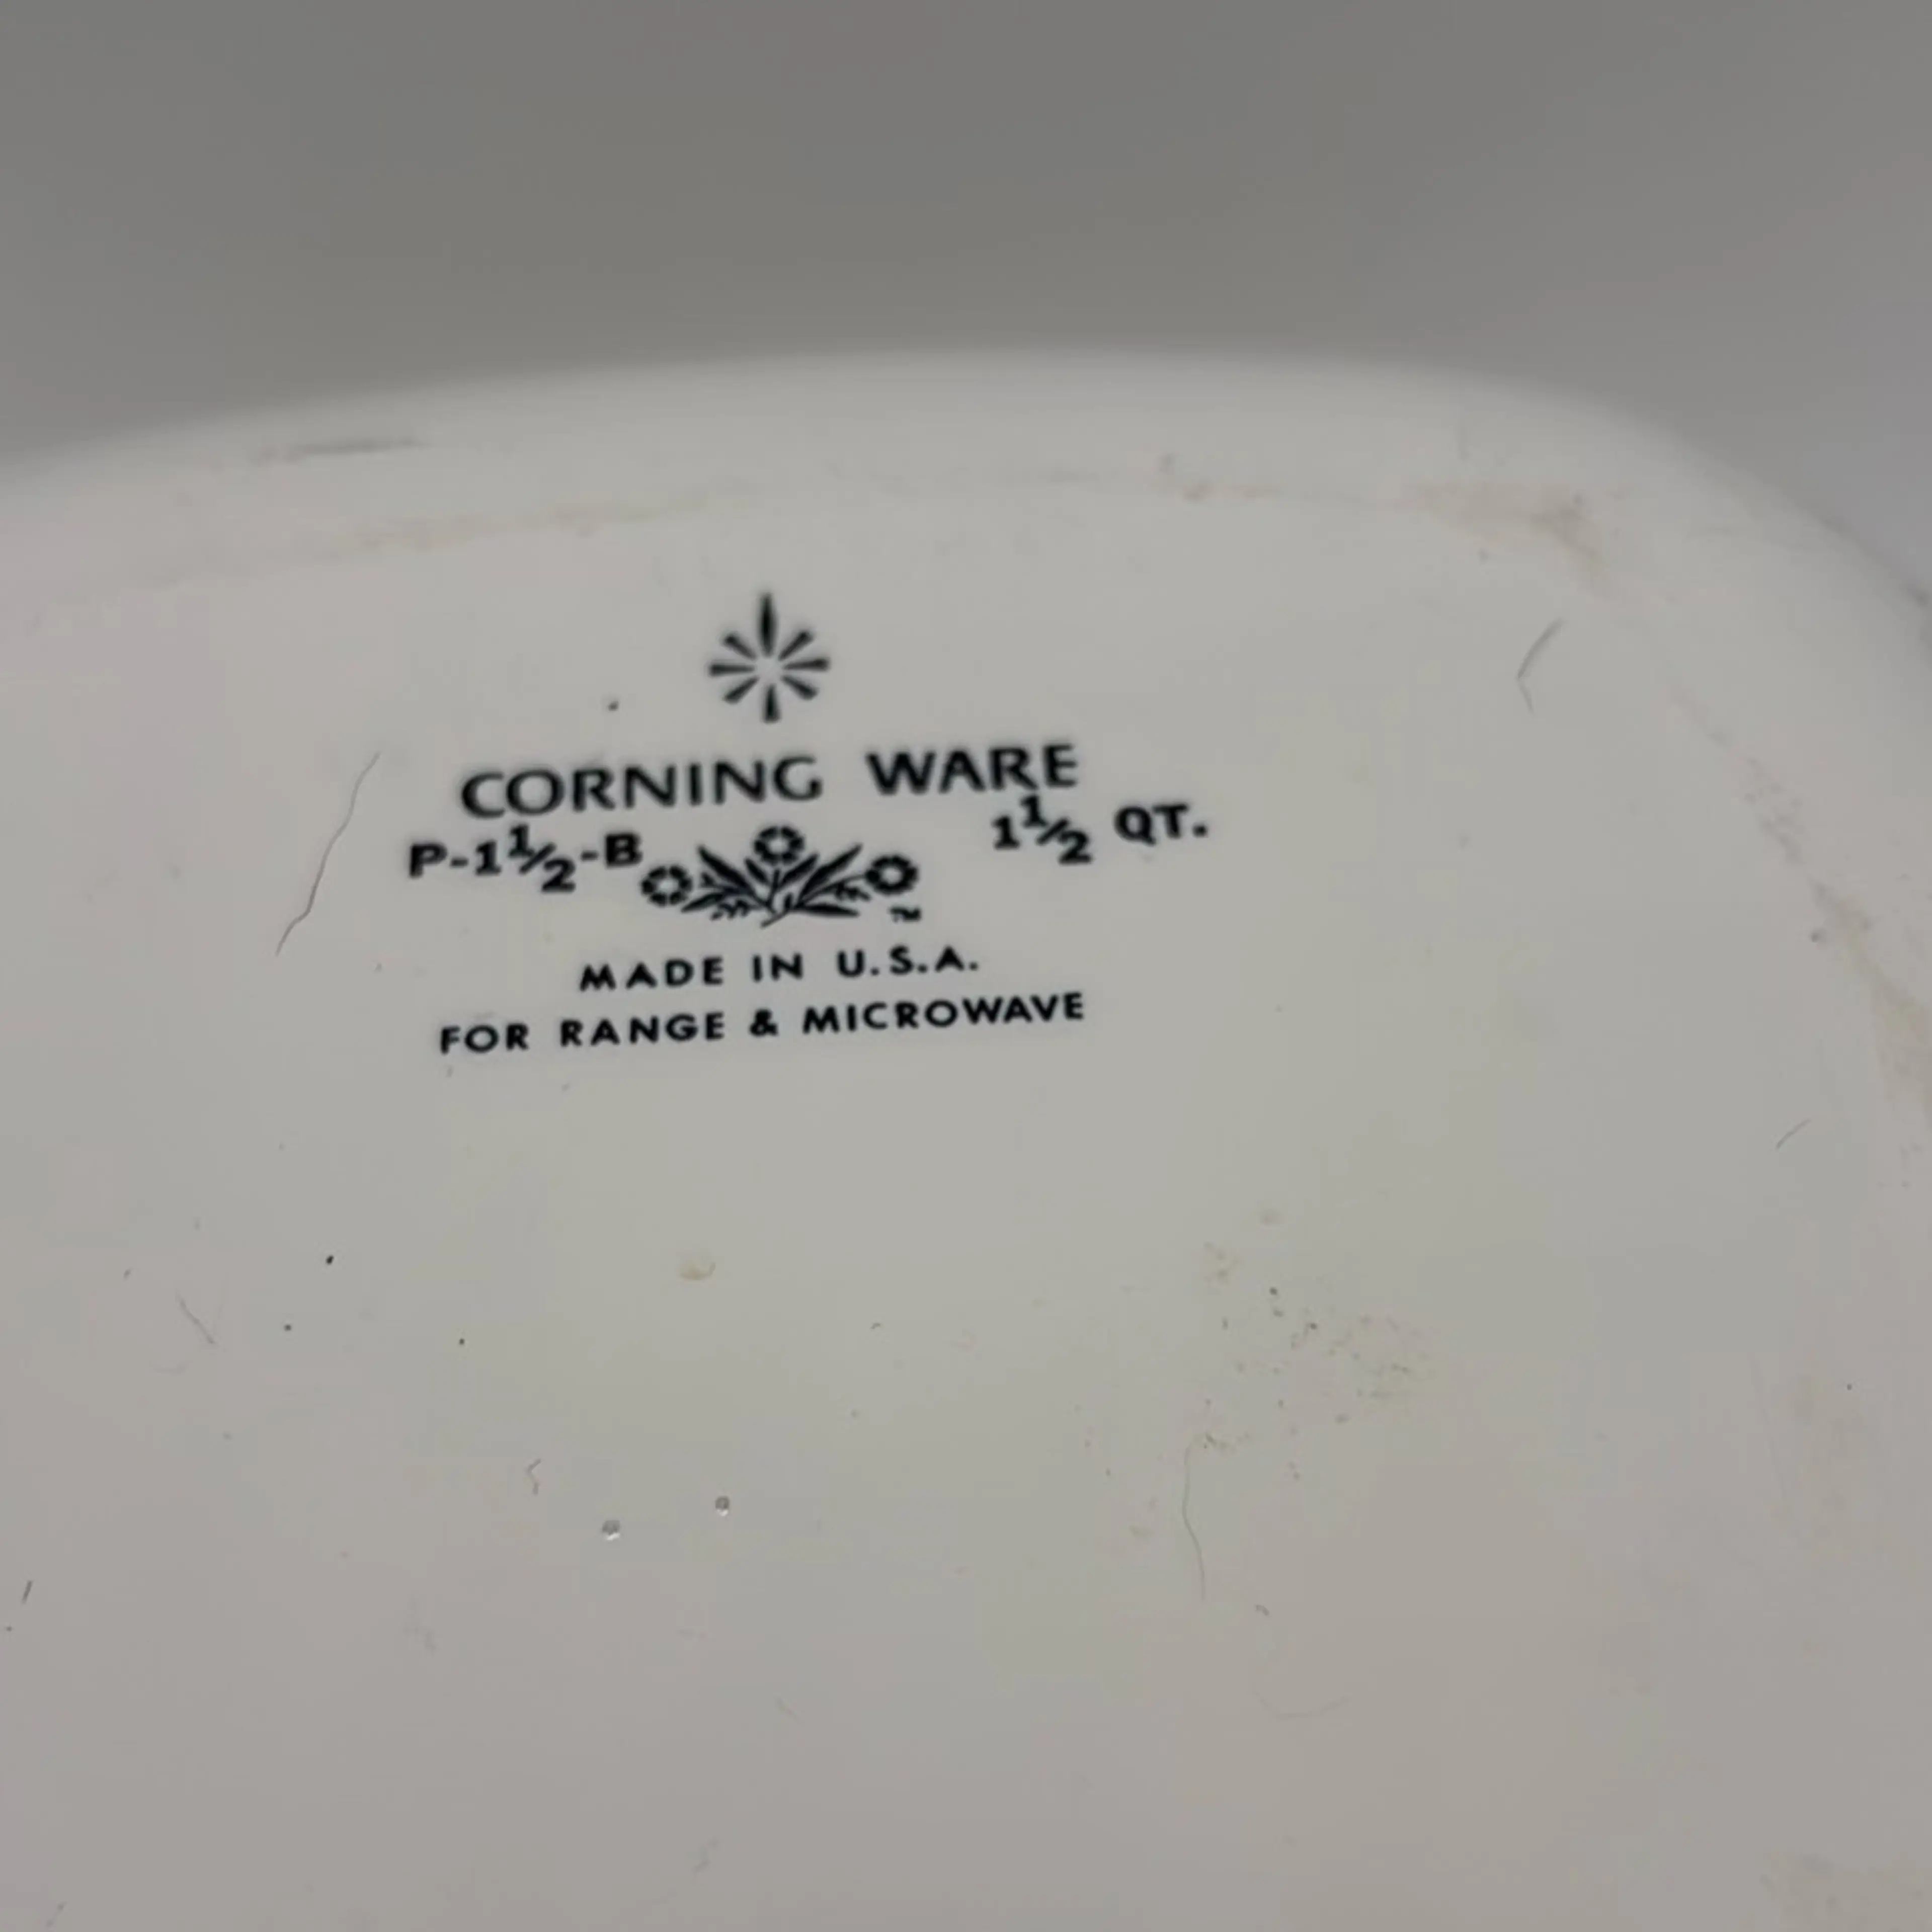 CORNING WARE
P-1½-B 1½ QT.
™
MADE IN U.S.A.
FOR RANGE & MICROWAVE